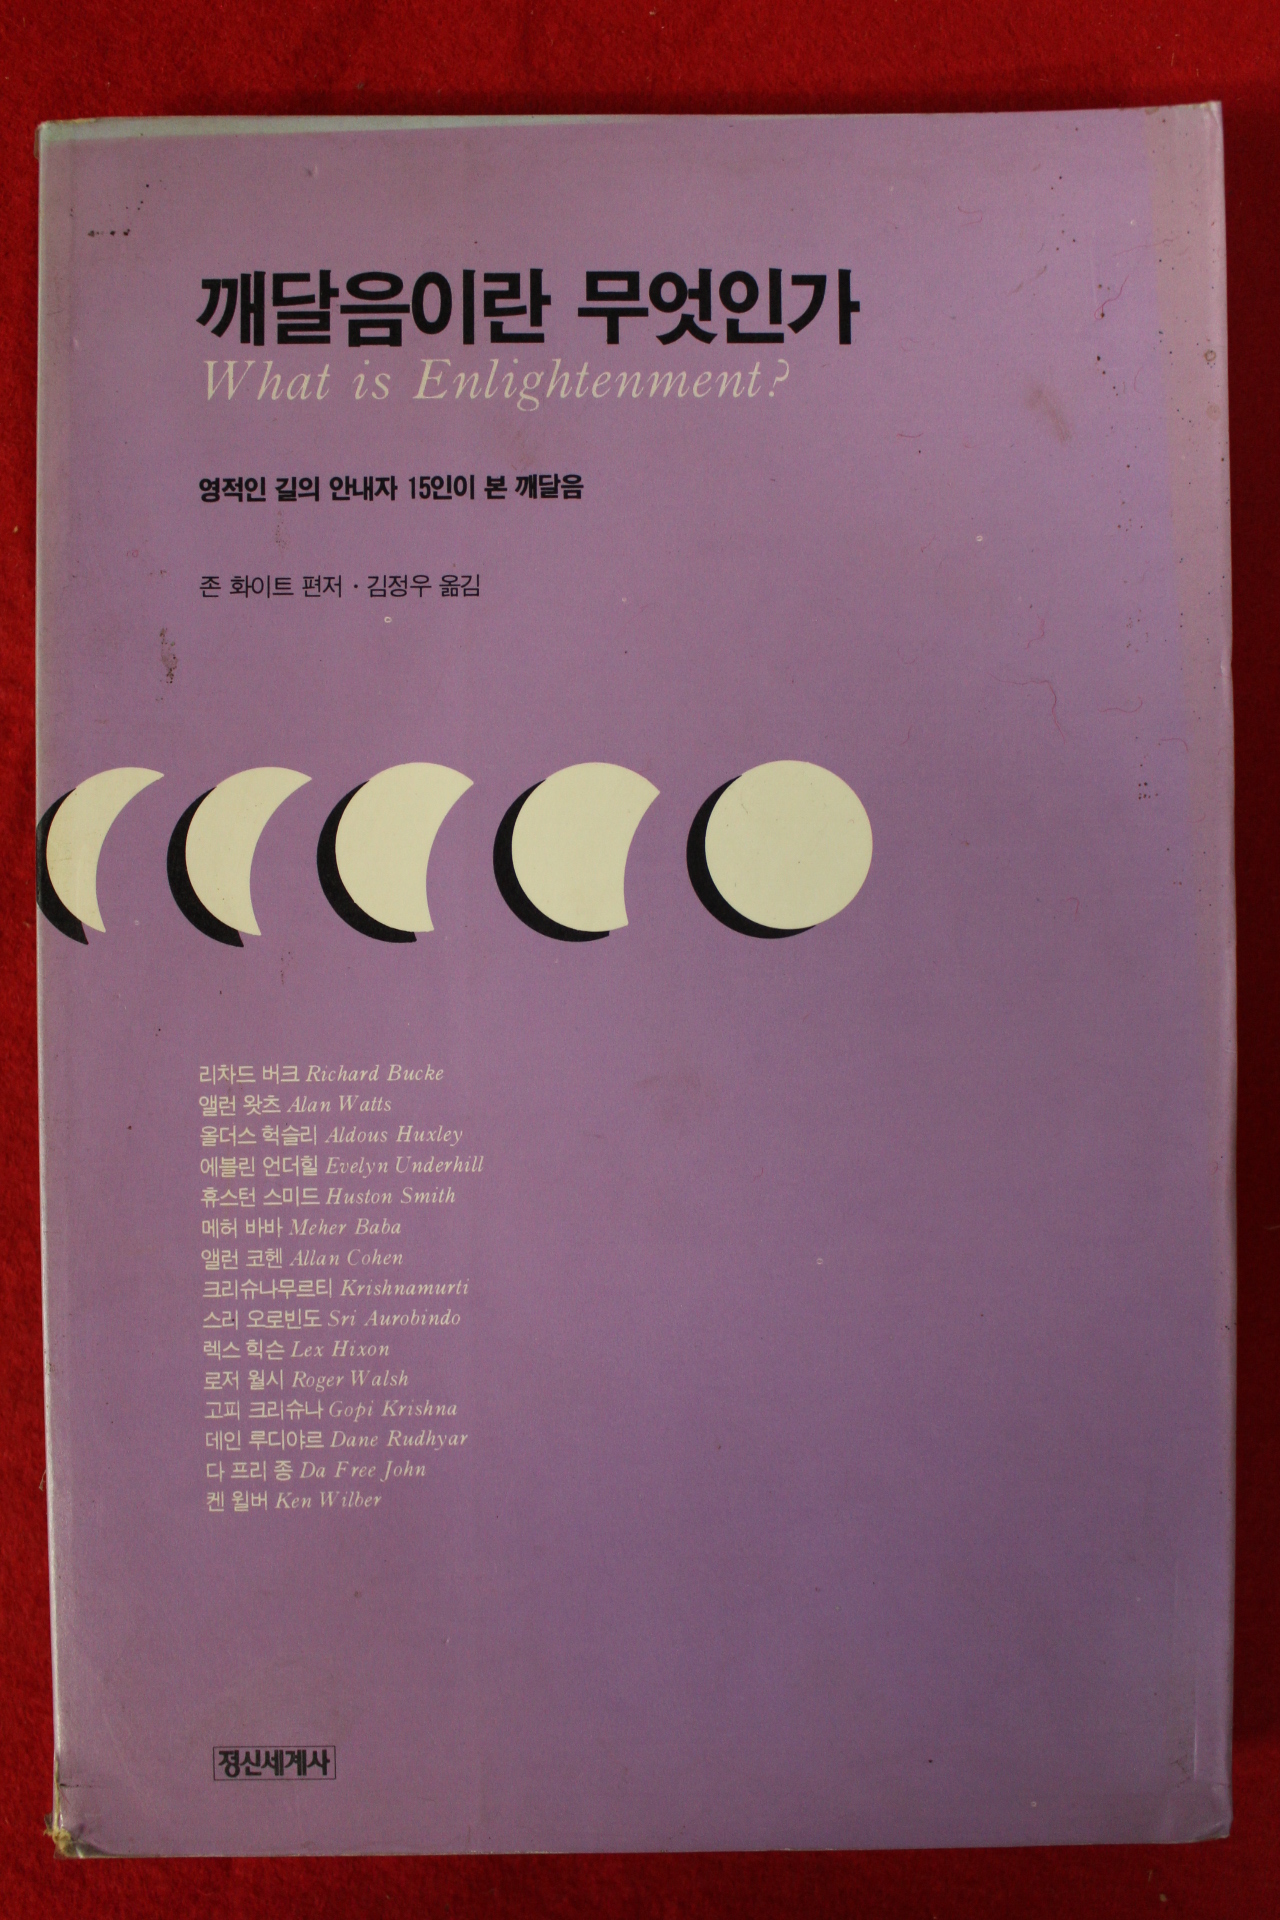 깨달음이란 무엇인가
What is Enlightenment?
영적인 길의 안내자 15인이 본 깨달음
존 화이트 편저 · 김정우 옮김
리차드 버크 Richard Bucke
앨런 왓츠 Alan Watts
올더스 헉슬리 Aldous Huxley
에블린 언더힐 Evelyn Underhill
휴스턴 스미드 Huston Smith
메허 바바 Meher Baba
앨런 코헨 Allan Cohen
크리슈나무르티 Krishnamurti
스리 오로빈도 Sri Aurobindo
렉스 힉슨 Lex Hixon
로저 월시 Roger Walsh
고피 크리슈나 Gopi Krishna
데인 루디야르 Dane Rudhyar
다 프리 죵 Da Free John
켄 윌버 Ken Wilber
정신세계사